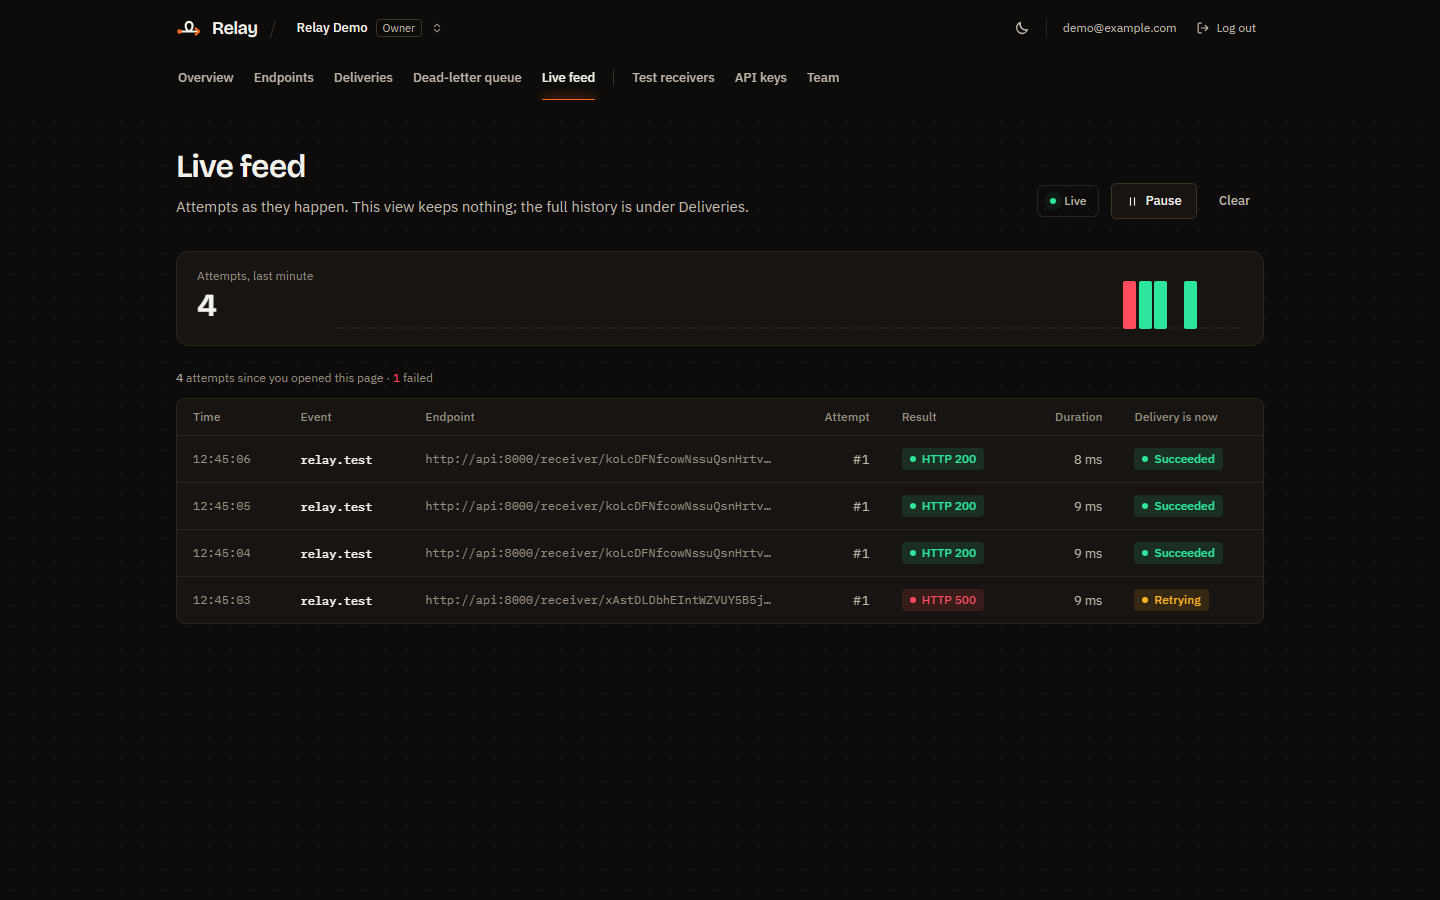 Relay / Relay Demo Owner demo@example.com Log out
Overview Endpoints Deliveries Dead-letter queue Live feed Test receivers API keys Team
Live feed
Attempts as they happen. This view keeps nothing; the full history is under Deliveries.
Live Pause Clear
Attempts, last minute
4
4 attempts since you opened this page · 1 failed
Time Event Endpoint Attempt Result Duration Delivery is now
12:45:06 relay.test http://api:8000/receiver/koLcDFNfcowNssuQsnHrtv… #1 HTTP 200 8 ms Succeeded
12:45:05 relay.test http://api:8000/receiver/koLcDFNfcowNssuQsnHrtv… #1 HTTP 200 9 ms Succeeded
12:45:04 relay.test http://api:8000/receiver/koLcDFNfcowNssuQsnHrtv… #1 HTTP 200 9 ms Succeeded
12:45:03 relay.test http://api:8000/receiver/xAstDLDbhEIntWZVUY5B5j… #1 HTTP 500 9 ms Retrying